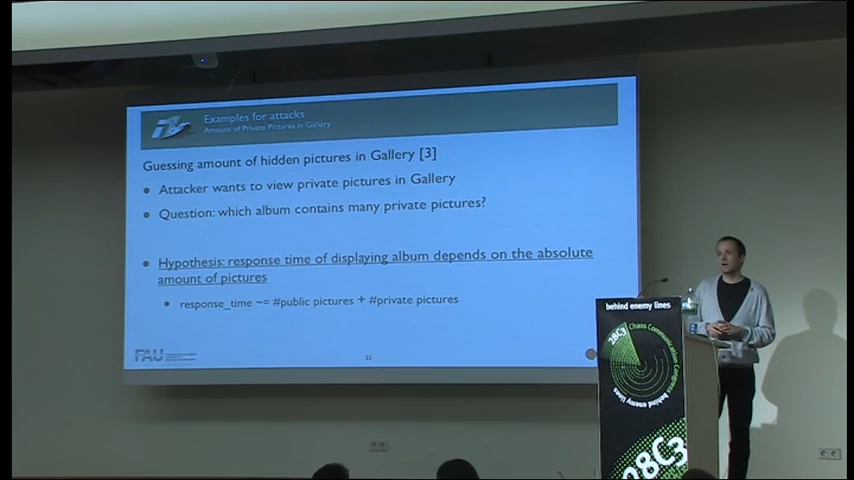 Examples for attacks
Amount of Private Pictures in Gallery
Guessing amount of hidden pictures in Gallery [3]
Attacker wants to view private pictures in Gallery
Question: which album contains many private pictures?
Hypothesis: response time of displaying album depends on the absolute
amount of pictures
response_time ~= #public pictures + #private pictures
FAU
33
behind enemy lines
28C3 Chaos Communication Congress behind enemy lines
28C3